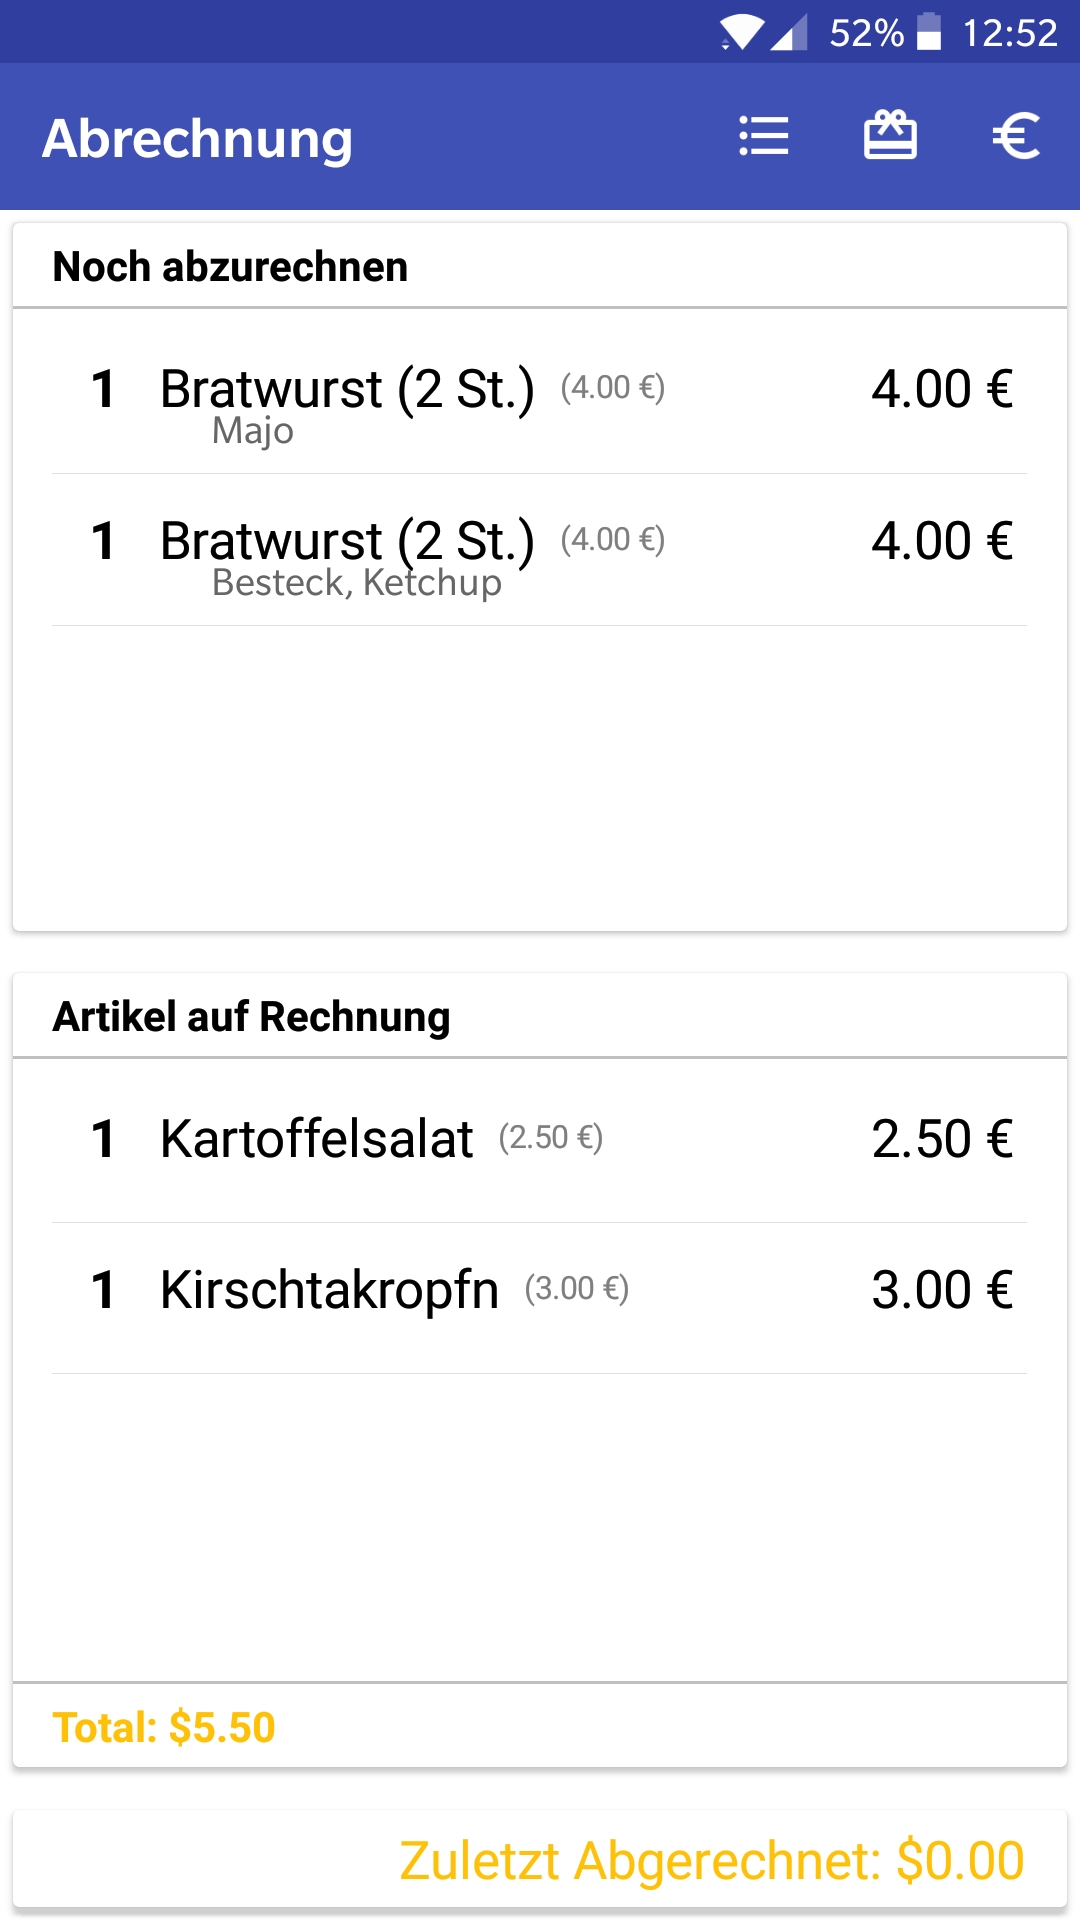 52% 12:52
Abrechnung €
Noch abzurechnen
1 Bratwurst (2 St.) (4.00 €) 4.00 €
Majo
1 Bratwurst (2 St.) (4.00 €) 4.00 €
Besteck, Ketchup
Artikel auf Rechnung
1 Kartoffelsalat (2.50 €) 2.50 €
1 Kirschtakropfn (3.00 €) 3.00 €
Total: $5.50
Zuletzt Abgerechnet: $0.00